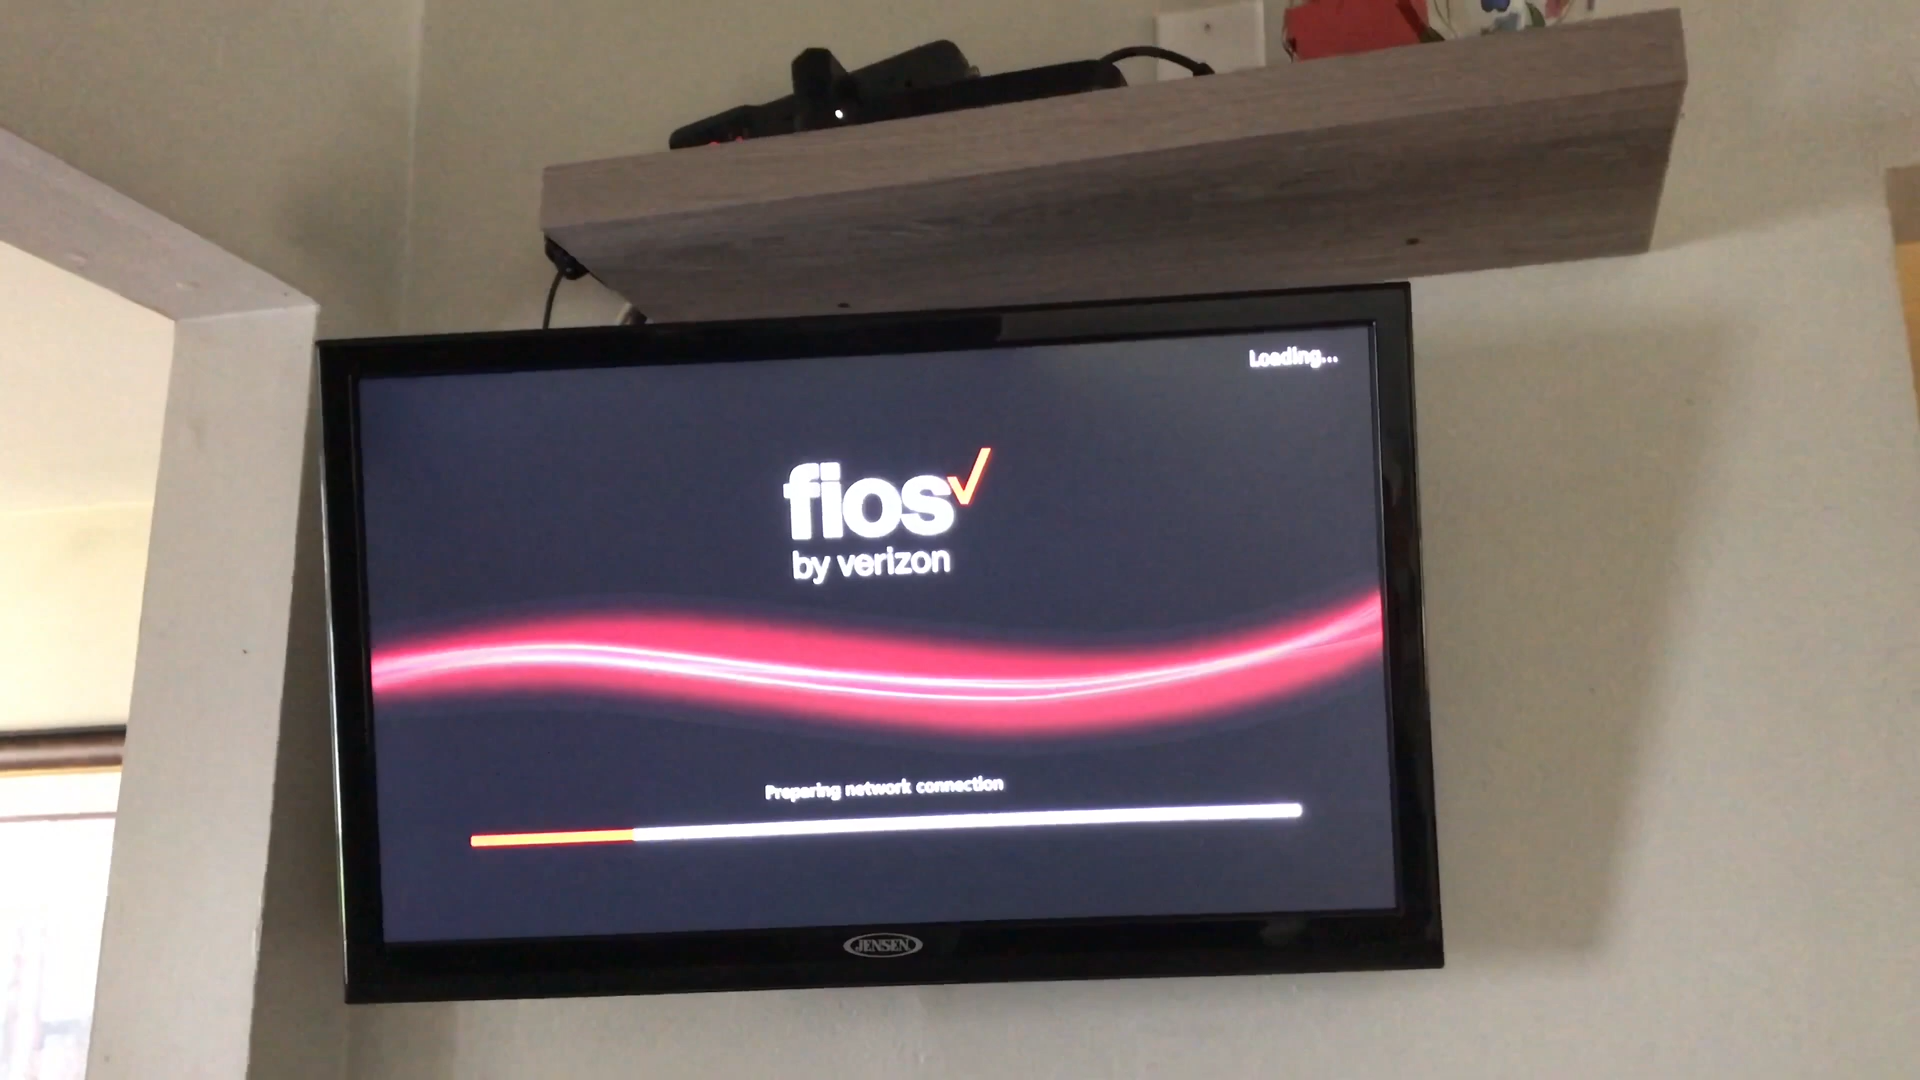 Loading...
fios
by verizon
Preparing network connection
JENSEN